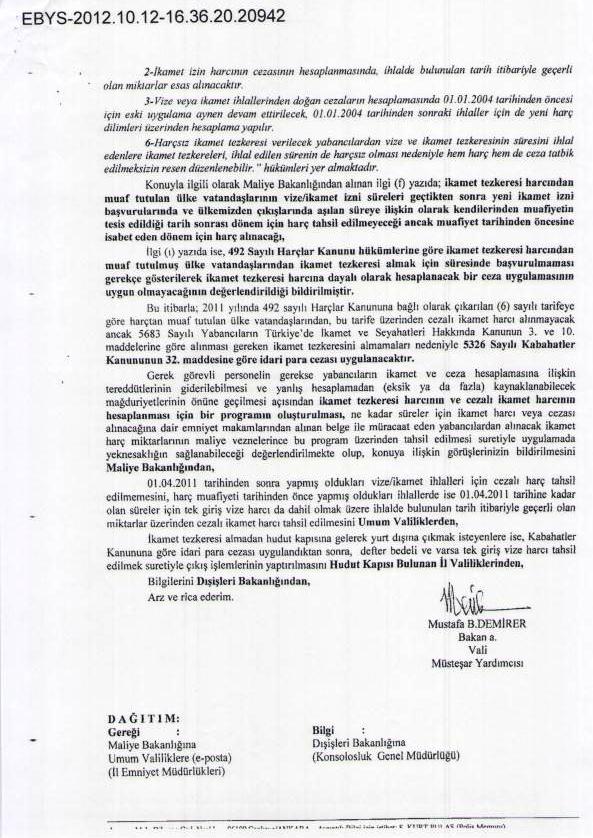 EBYS-2012.10.12-16.36.20.20942
2-İkamet izin harcının cezasının hesaplanmasında, ihlalde bulunulan tarih itibariyle geçerli
olan miktarlar esas alınacaktır.
3-Vize veya ikamet ihlallerinden doğan cezaların hesaplamasında 01.01.2004 tarihinden öncesi
için eski uygulama aynen devam ettirilecek, 01.01.2004 tarihinden sonraki ihlaller için de yeni harç
dilimleri üzerinden hesaplama yapılır.
6-Harçsız ikamet tezkeresi verilecek yabancılardan vize ve ikamet tezkeresinin süresini ihlal
edenlere ikamet tezkereleri, ihlal edilen sürenin de harçsız olması nedeniyle hem harç hem de ceza tatbik
edilmeksizin resen düzenlenebilir." hükümleri yer almaktadır.
Konuyla ilgili olarak Maliye Bakanlığından alınan ilgi (f) yazıda; ikamet tezkeresi harcından
muaf tutulan ülke vatandaşlarının vize/ikamet izni süreleri geçtikten sonra yeni ikamet izni
başvurularında ve ülkemizden çıkışlarında aşılan süreye ilişkin olarak kendilerinden muafiyetin
tesis edildiği tarih sonrası dönem için harç tahsil edilmeyeceği ancak muafiyet tarihinden öncesine
isabet eden dönem için harç alınacağı,
İlgi (ı) yazıda ise, 492 Sayılı Harçlar Kanunu hükümlerine göre ikamet tezkeresi harcından
muaf tutulmuş ülke vatandaşlarından ikamet tezkeresi almak için süresinde başvurulmaması
gerekçe gösterilerek ikamet tezkeresi harcına dayalı olarak hesaplanacak bir ceza uygulamasının
uygun olmayacağının değerlendirildiği bildirilmiştir.
Bu itibarla; 2011 yılında 492 sayılı Harçlar Kanununa bağlı olarak çıkarılan (6) sayılı tarifeye
göre harçtan muaf tutulan ülke vatandaşlarından, bu tarife üzerinden cezalı ikamet harcı alınmayacak
ancak 5683 Sayılı Yabancıların Türkiye'de İkamet ve Seyahatleri Hakkında Kanunun 3. ve 10.
maddelerine göre alınması gereken ikamet tezkeresini almamaları nedeniyle 5326 Sayılı Kabahatler
Kanununun 32. maddesine göre idari para cezası uygulanacaktır.
Gerek görevli personelin gerekse yabancıların ikamet ve ceza hesaplamasına ilişkin
tereddütlerinin giderilebilmesi ve yanlış hesaplamadan (eksik ya da fazla) kaynaklanabilecek
mağduriyetlerinin önüne geçilmesi açısından ikamet tezkeresi harcının ve cezalı ikamet harcının
hesplanması için bir programın oluşturulması, ne kadar süreler için ikamet harcı veya cezası
alınacağına dair emniyet makamlarından alınan belge ile müracaat eden yabancılardan alınacak ikamet
harç miktarlarının maliye veznelerince bu program üzerinden tahsil edilmesi suretiyle uygulamada
yeknesaklığın sağlanabileceği değerlendirilmekte olup, konuya ilişkin görüşlerinizin bildirilmesini
Maliye Bakanlığından,
01.04.2011 tarihinden sonra yapmış oldukları vize/ikamet ihlalleri için cezalı harç tahsil
edilmemesini, harç muafiyeti tarihinden önce yapmış oldukları ihlallerde ise 01.04.2011 tarihine kadar
olan süreler için tek giriş vize harcı da dahil olmak üzere ihlalde bulunulan tarih itibariyle geçerli olan
miktarlar üzerinden cezalı ikamet harcı tahsil edilmesini Umum Valiliklerden,
İkamet tezkeresi almadan hudut kapısına gelerek yurt dışına çıkmak isteyenlere ise, Kabahatler
Kanununa göre idari para cezası uygulandıktan sonra, defter bedeli ve varsa tek giriş vize harcı tahsil
edilmek suretiyle çıkış işlemlerinin yaptırılmasını Hudut Kapısı Bulunan İl Valiliklerinden,
Bilgilerini Dışişleri Bakanlığından,
Arz ve rica ederim.
Mustafa B.DEMİRER
Bakan a.
Vali
Müsteşar Yardımcısı
DAĞITIM:
Gereği :
Maliye Bakanlığına
Umum Valiliklere (e-posta)
(İl Emniyet Müdürlükleri)
Bilgi :
Dışişleri Bakanlığına
(Konsolosluk Genel Müdürlüğü)